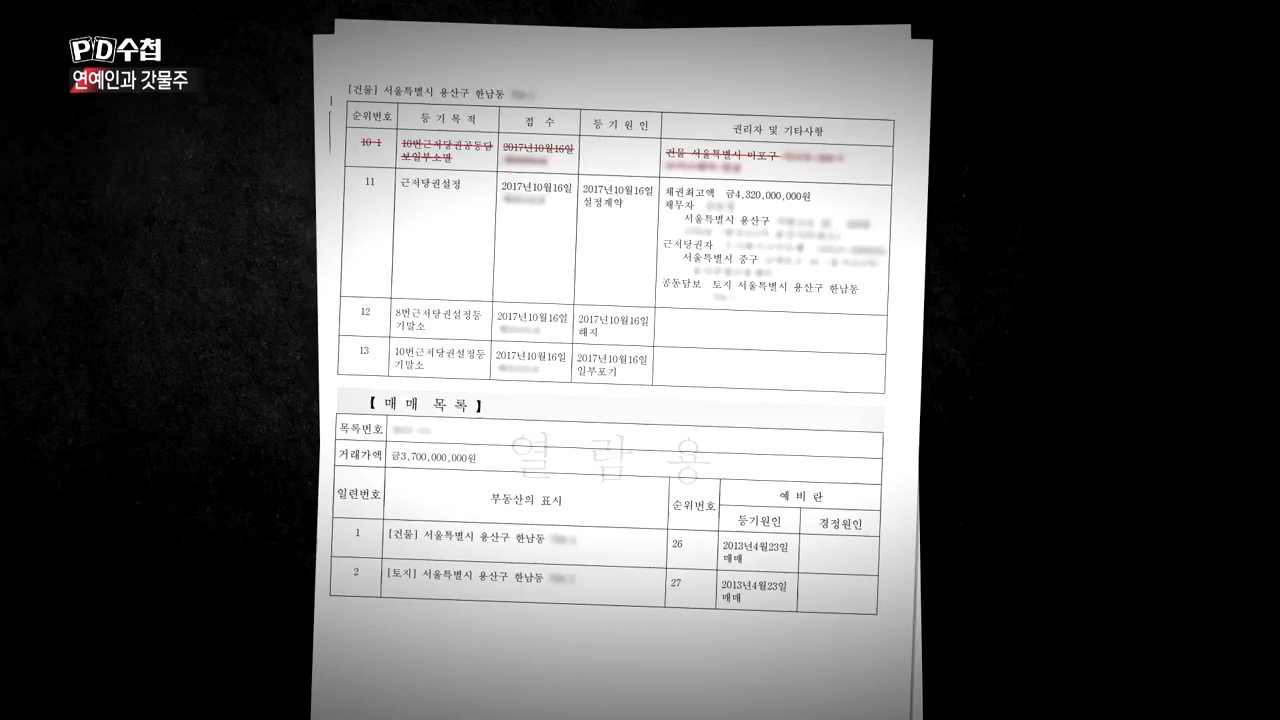 PD수첩
연예인과 갓물주
[건물] 서울특별시 용산구 한남동
순위번호 등 기 목 적 접 수 등 기 원 인 권리자 및 기타사항
10-1 10번근저당권공동담보일부소멸 2017년10월16일 건물 서울특별시 마포구
11 근저당권설정 2017년10월16일 2017년10월16일 설정계약 채권최고액 금4,320,000,000원
채무자
서울특별시 용산구
근저당권자
서울특별시 중구
공동담보 토지 서울특별시 용산구 한남동
12 8번근저당권설정등기말소 2017년10월16일 2017년10월16일 해지
13 10번근저당권설정등기말소 2017년10월16일 2017년10월16일 일부포기
【 매 매 목 록 】
목록번호
거래가액 금3,700,000,000원
열 람 용
일련번호 부동산의 표시 순위번호 예 비 란
등기원인 경정원인
1 [건물] 서울특별시 용산구 한남동 26 2013년4월23일 매매
2 [토지] 서울특별시 용산구 한남동 27 2013년4월23일 매매